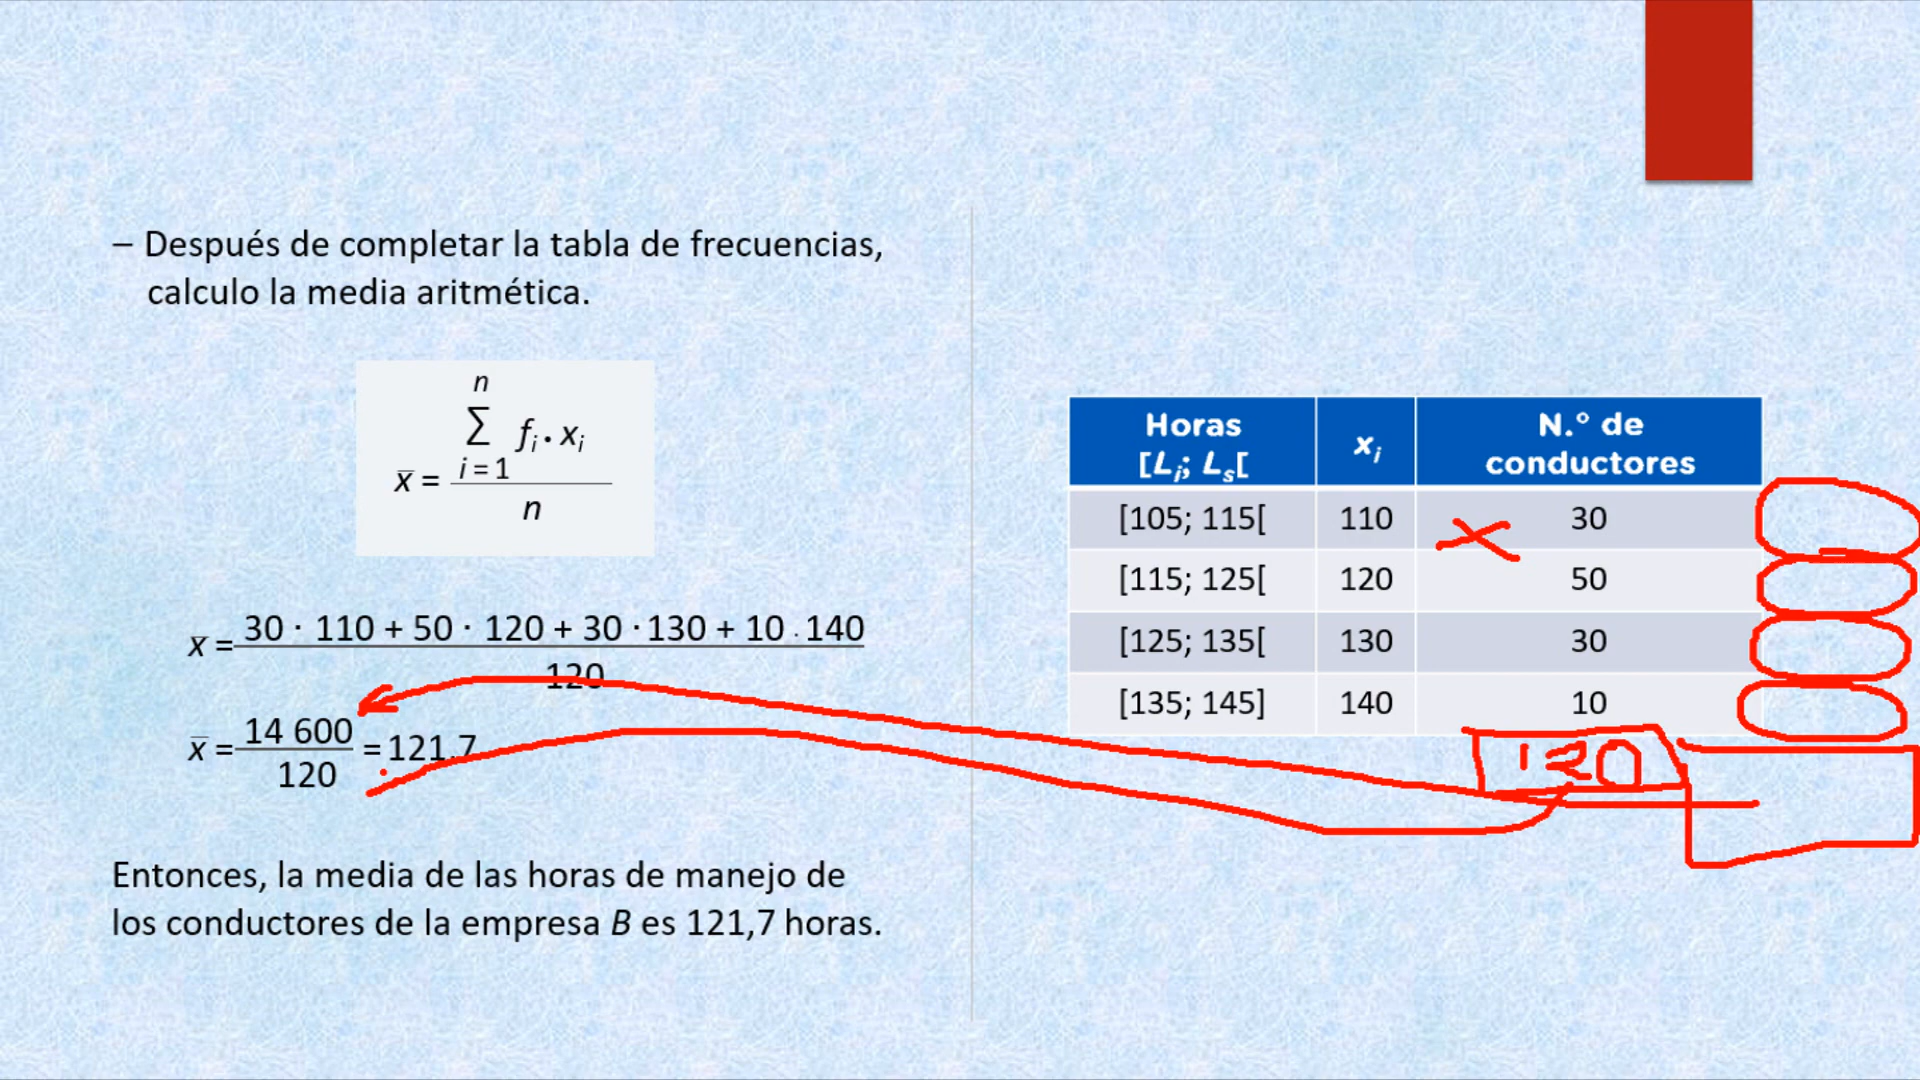 – Después de completar la tabla de frecuencias,
calculo la media aritmética.
n
∑ fᵢ · xᵢ
i = 1
x̅ =
n
x̅ = 30 · 110 + 50 · 120 + 30 · 130 + 10 · 140
120
x̅ = 14 600 = 121,7
120
Entonces, la media de las horas de manejo de
los conductores de la empresa B es 121,7 horas.
Horas xᵢ N.° de
[Lᵢ; Lₛ[ conductores
[105; 115[ 110 × 30
[115; 125[ 120 50
[125; 135[ 130 30
[135; 145] 140 10
120